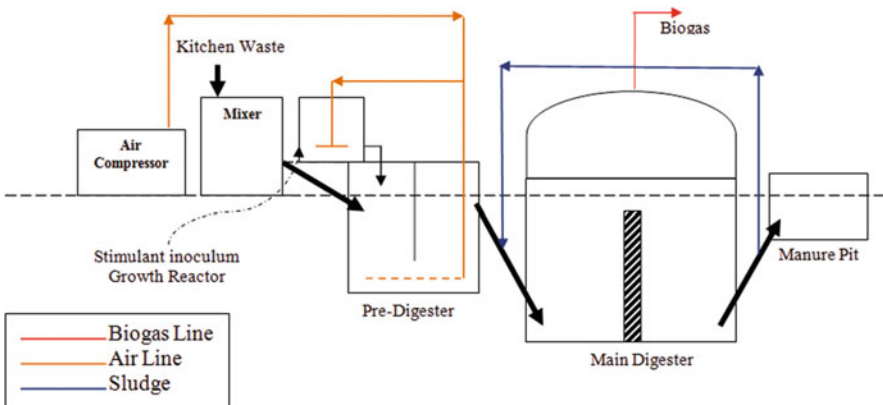 Kitchen Waste
Biogas
Mixer
Air
Compressor
Stimulant inoculum
Growth Reactor
Pre-Digester
Manure Pit
Main Digester
Biogas Line
Air Line
Sludge